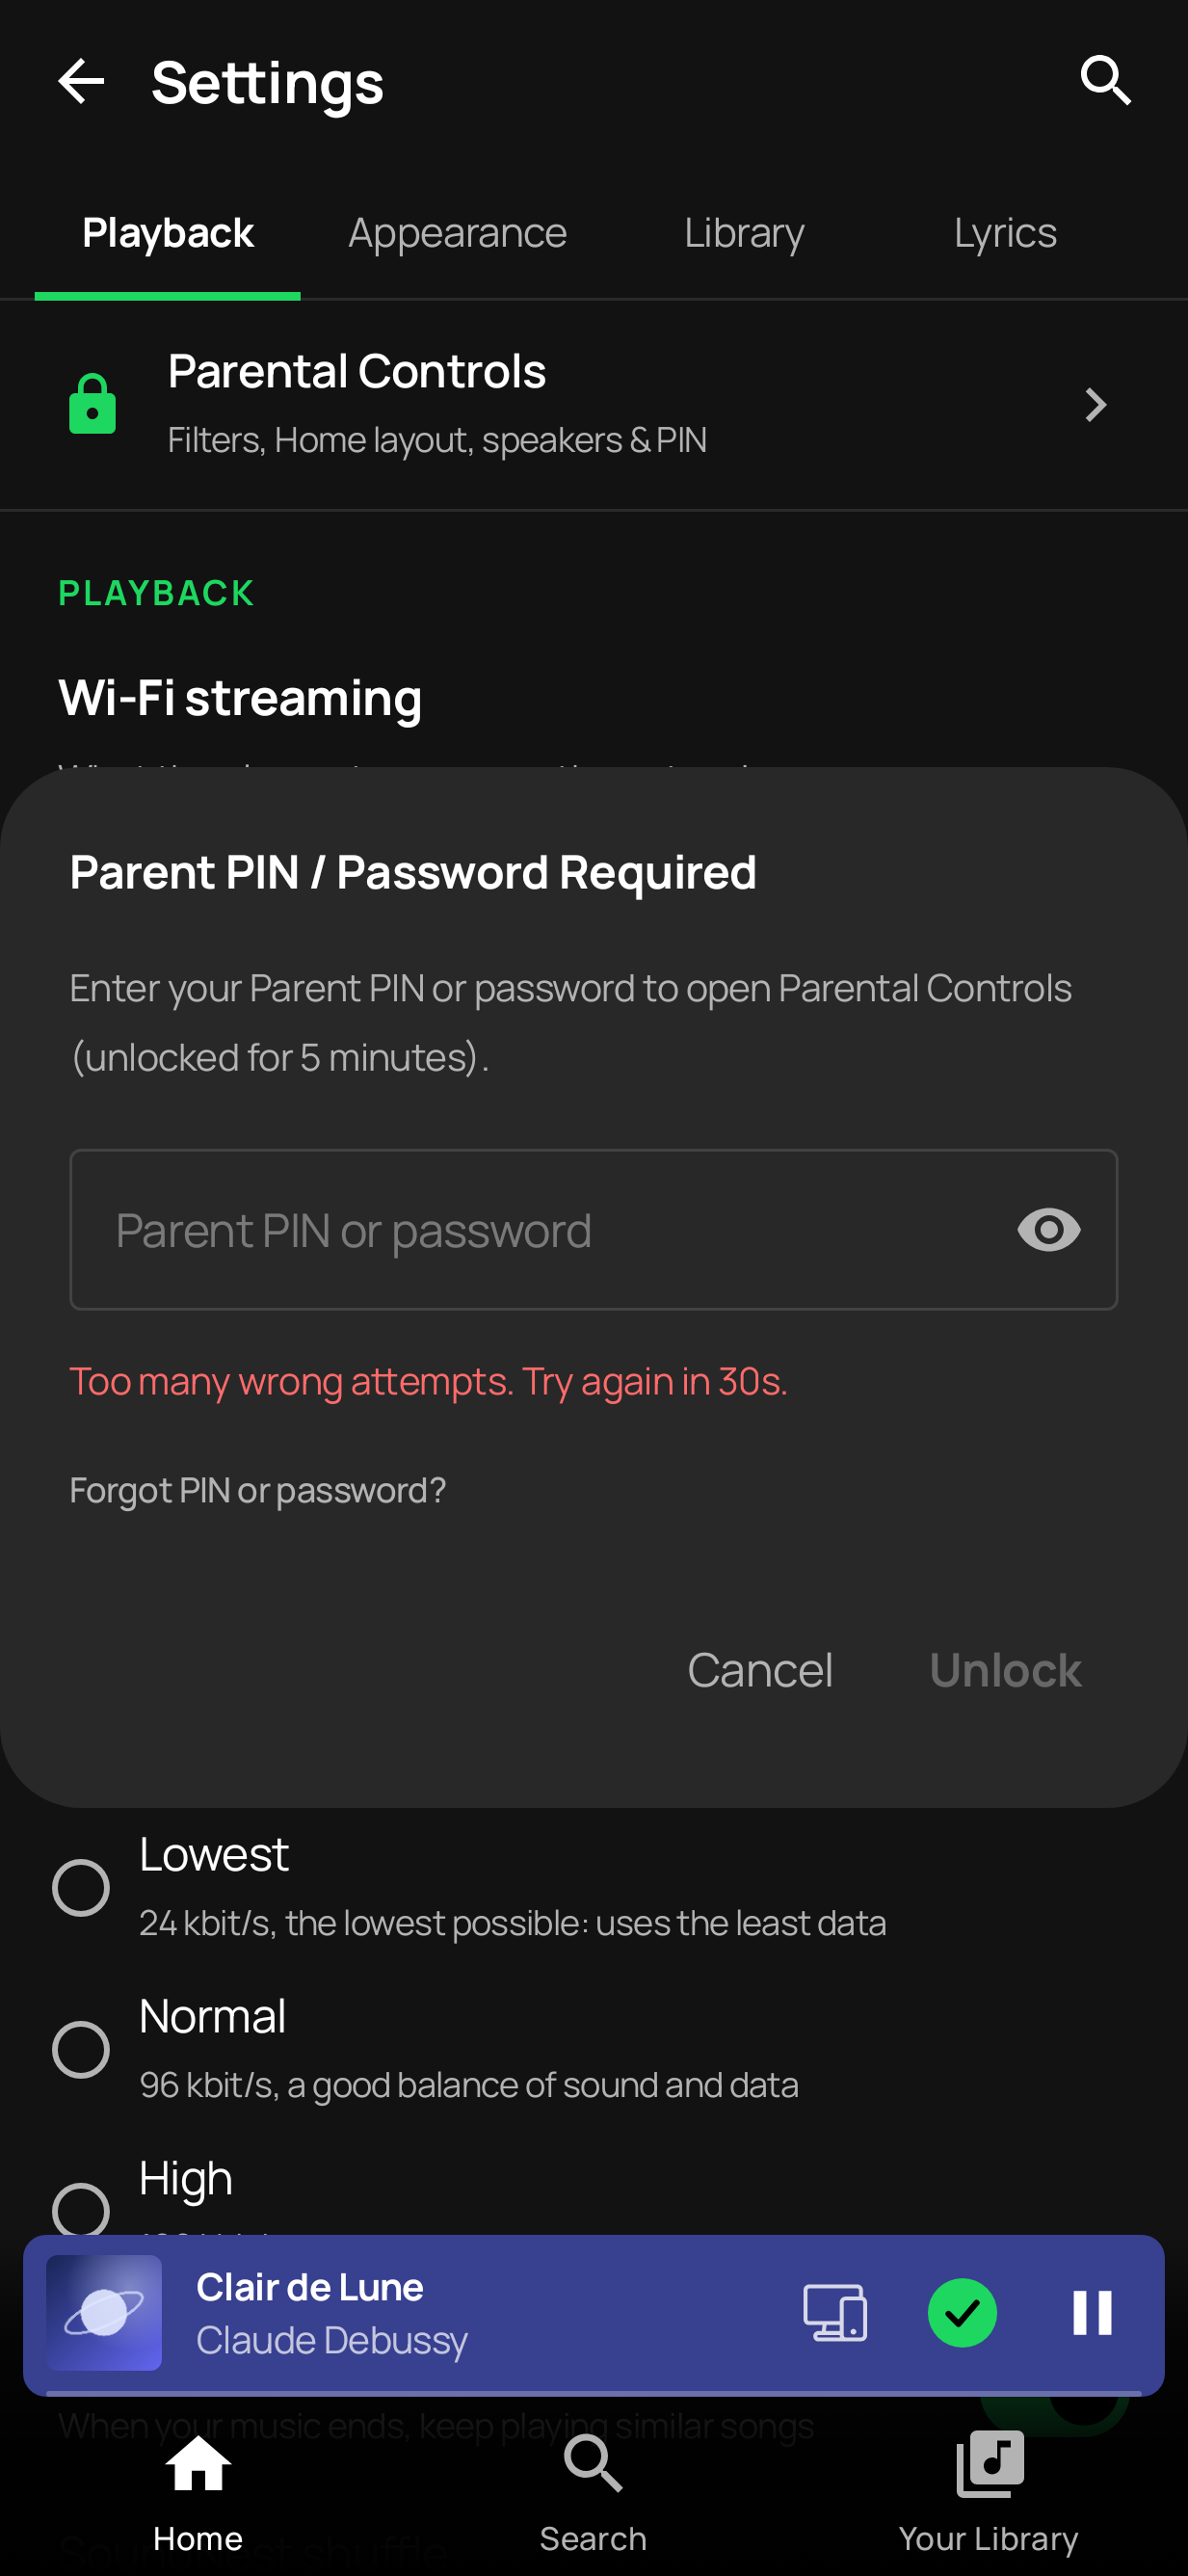 Settings
Playback
Appearance
Library
Lyrics
Parental Controls
Filters, Home layout, speakers & PIN
PLAYBACK
Wi-Fi streaming
Parent PIN / Password Required
Enter your Parent PIN or password to open Parental Controls
(unlocked for 5 minutes).
Parent PIN or password
Too many wrong attempts. Try again in 30s.
Forgot PIN or password?
Cancel
Unlock
Lowest
24 kbit/s, the lowest possible: uses the least data
Normal
96 kbit/s, a good balance of sound and data
High
Clair de Lune
Claude Debussy
When your music ends, keep playing similar songs
Home
Search
Your Library